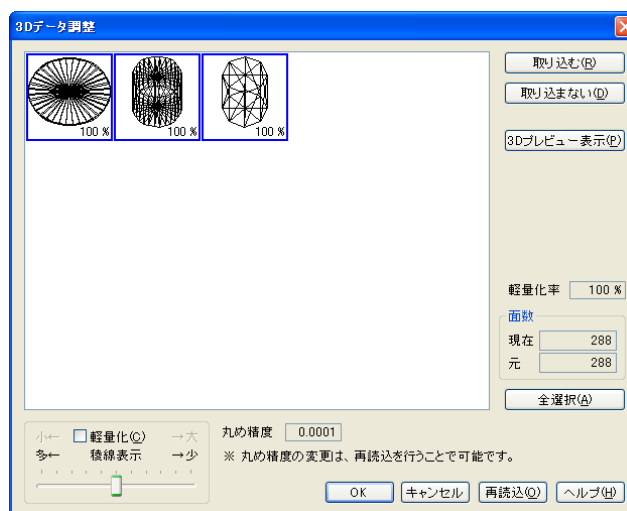 3Dデータ調整
100 %
100 %
100 %
取り込む(R)
取り込まない(D)
3Dプレビュー表示(P)
軽量化率 100 %
面数
現在 288
元 288
全選択(A)
小← 軽量化(C) →大
多← 稜線表示 →少
丸め精度 0.0001
※ 丸め精度の変更は、再読込を行うことで可能です。
OK キャンセル 再読込(O) ヘルプ(H)